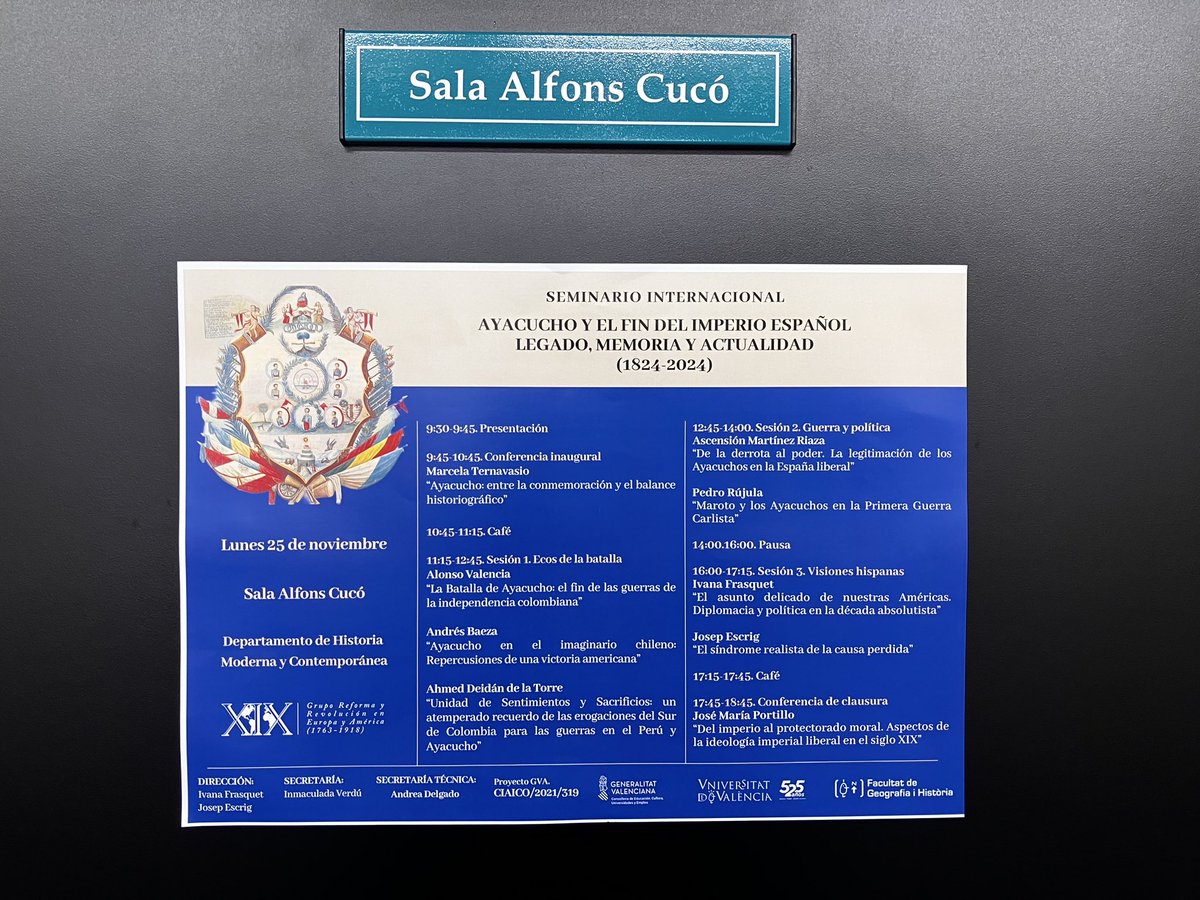 Sala Alfons Cucó
SEMINARIO INTERNACIONAL
AYACUCHO Y EL FIN DEL IMPERIO ESPAÑOL
LEGADO, MEMORIA Y ACTUALIDAD
(1824-2024)
Lunes 25 de noviembre
Sala Alfons Cucó
Departamento de Historia
Moderna y Contemporánea
XIX
Grupo Reforma y
Revolución en
Europa y América
(1763-1918)
9:30-9:45. Presentación
9:45-10:45. Conferencia inaugural
Marcela Ternavasio
“Ayacucho: entre la conmemoración y el balance
historiográfico”
10:45-11:15. Café
11:15-12:45. Sesión 1. Ecos de la batalla
Alonso Valencia
“La Batalla de Ayacucho: el fin de las guerras de
la independencia colombiana”
Andrés Baeza
“Ayacucho en el imaginario chileno:
Repercusiones de una victoria americana”
Ahmed Deidán de la Torre
“Unidad de Sentimientos y Sacrificios: un
atemperado recuerdo de las erogaciones del Sur
de Colombia para las guerras en el Perú y
Ayacucho”
12:45-14:00. Sesión 2. Guerra y política
Ascensión Martínez Riaza
“De la derrota al poder. La legitimación de los
Ayacuchos en la España liberal”
Pedro Rújula
“Maroto y los Ayacuchos en la Primera Guerra
Carlista”
14:00.16:00. Pausa
16:00-17:15. Sesión 3. Visiones hispanas
Ivana Frasquet
“El asunto delicado de nuestras Américas.
Diplomacia y política en la década absolutista”
Josep Escrig
“El síndrome realista de la causa perdida”
17:15-17:45. Café
17:45-18:45. Conferencia de clausura
José María Portillo
“Del imperio al protectorado moral. Aspectos de
la ideología imperial liberal en el siglo XIX”
DIRECCIÓN:
Ivana Frasquet
Josep Escrig
SECRETARÍA:
Inmaculada Verdú
SECRETARÍA TÉCNICA:
Andrea Delgado
Proyecto GVA.
CIAICO/2021/319
GENERALITAT
VALENCIANA
Conselleria de Educación, Cultura,
Universidades y Empleo
VNIVERSITAT
DE VALÈNCIA
525
anys
Facultat de
Geografia i Història